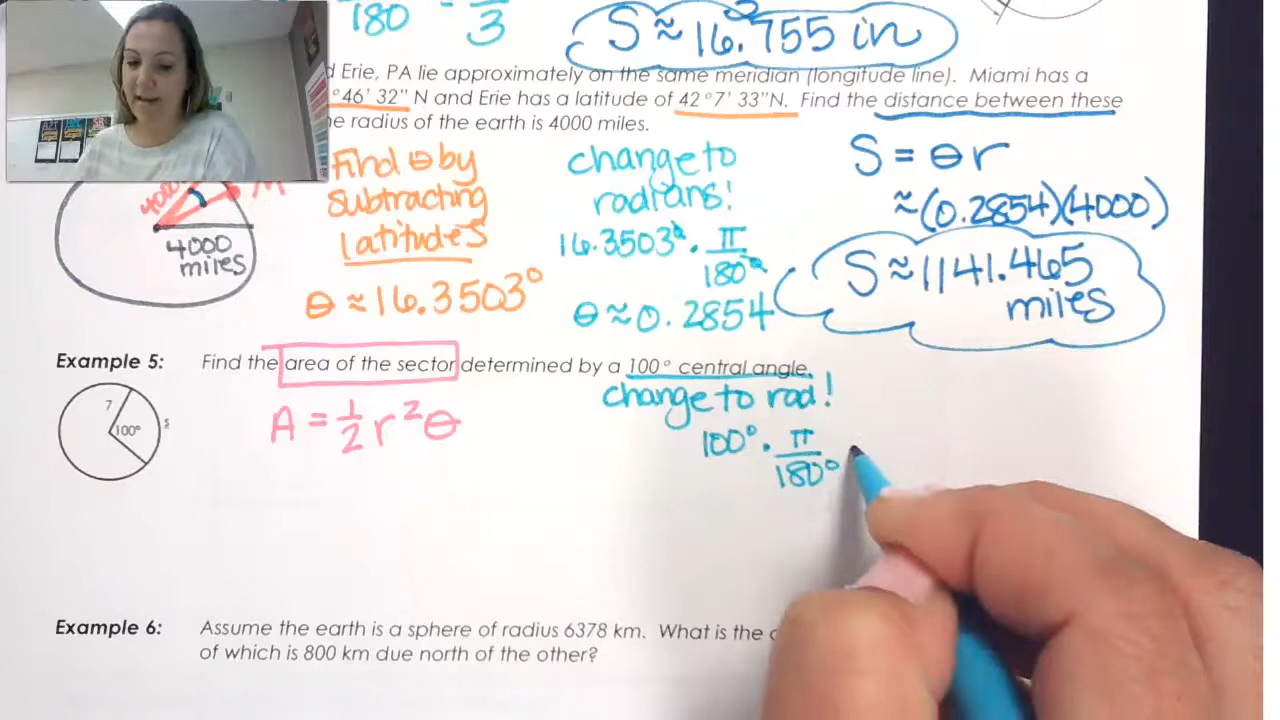 180 = 3
S ≈ 16.755 in
d Erie, PA lie approximately on the same meridian (longitude line). Miami has a
°46' 32" N and Erie has a latitude of 42°7' 33"N. Find the distance between these
e radius of the earth is 4000 miles.
4000
4000
miles
Find θ by
subtracting
latitudes
θ ≈ 16.3503°
change to
radians!
16.3503° · π/180°
θ ≈ 0.2854
S = θr
≈ (0.2854)(4000)
S ≈ 1141.465
miles
Example 5: Find the area of the sector determined by a 100° central angle.
7
100°
s
A = 1/2 r²θ
change to rad!
100° · π/180°
Example 6: Assume the earth is a sphere of radius 6378 km. What is the
of which is 800 km due north of the other?